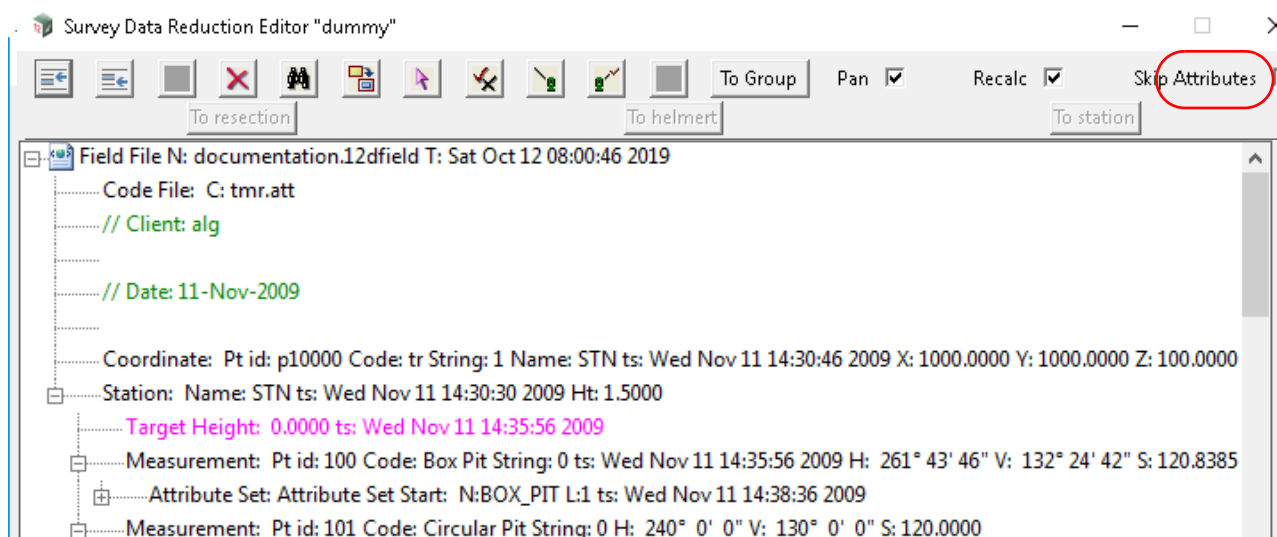 Survey Data Reduction Editor "dummy"
To Group Pan Recalc Skip Attributes
To resection To helmert To station
Field File N: documentation.12dfield T: Sat Oct 12 08:00:46 2019
Code File: C: tmr.att
// Client: alg
// Date: 11-Nov-2009
Coordinate: Pt id: p10000 Code: tr String: 1 Name: STN ts: Wed Nov 11 14:30:46 2009 X: 1000.0000 Y: 1000.0000 Z: 100.0000
Station: Name: STN ts: Wed Nov 11 14:30:30 2009 Ht: 1.5000
Target Height: 0.0000 ts: Wed Nov 11 14:35:56 2009
Measurement: Pt id: 100 Code: Box Pit String: 0 ts: Wed Nov 11 14:35:56 2009 H: 261° 43' 46" V: 132° 24' 42" S: 120.8385
Attribute Set: Attribute Set Start: N:BOX_PIT L:1 ts: Wed Nov 11 14:38:36 2009
Measurement: Pt id: 101 Code: Circular Pit String: 0 H: 240° 0' 0" V: 130° 0' 0" S: 120.0000